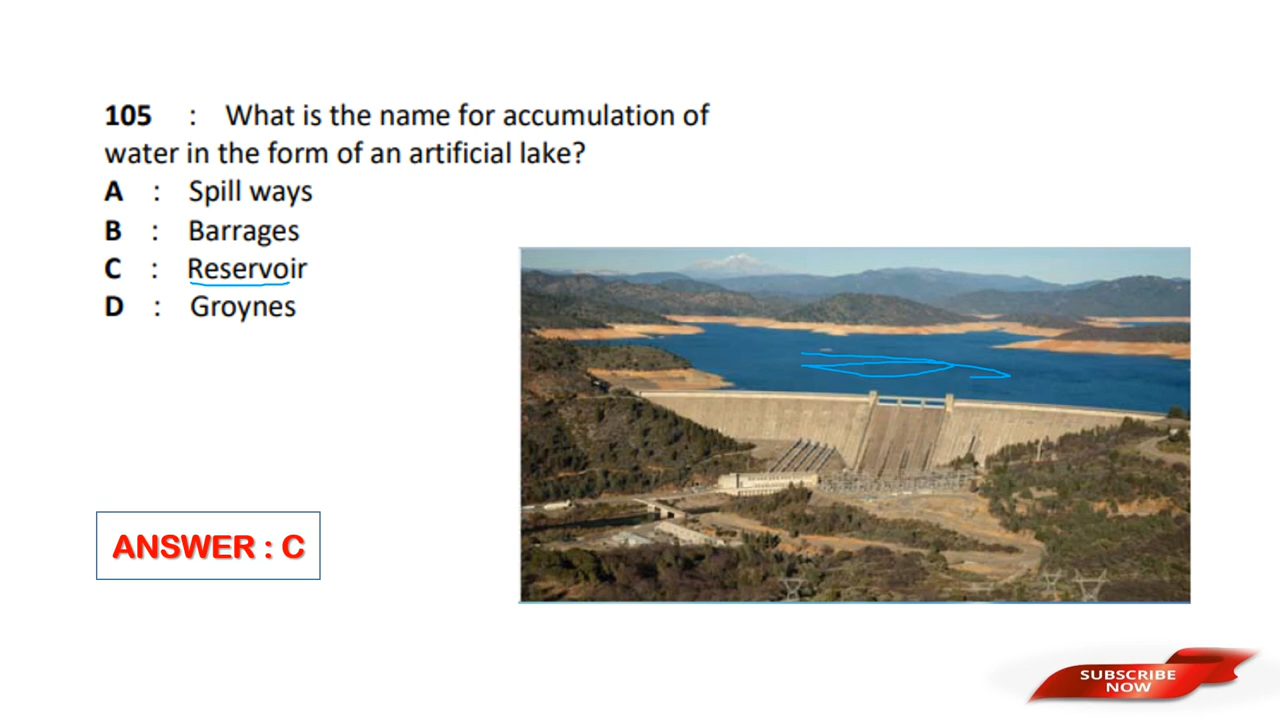 105 : What is the name for accumulation of
water in the form of an artificial lake?
A : Spill ways
B : Barrages
C : Reservoir
D : Groynes
ANSWER : C
SUBSCRIBE
NOW